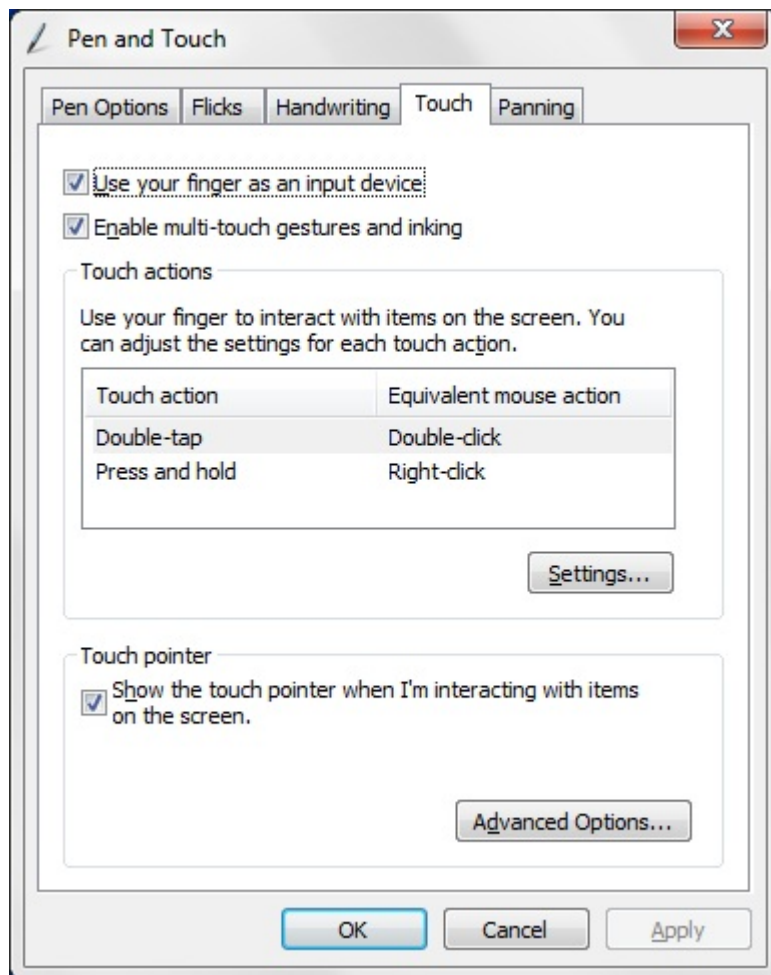 Pen and Touch
Pen Options Flicks Handwriting Touch Panning
Use your finger as an input device
Enable multi-touch gestures and inking
Touch actions
Use your finger to interact with items on the screen. You
can adjust the settings for each touch action.
Touch action Equivalent mouse action
Double-tap Double-click
Press and hold Right-click
Settings...
Touch pointer
Show the touch pointer when I'm interacting with items
on the screen.
Advanced Options...
OK Cancel Apply